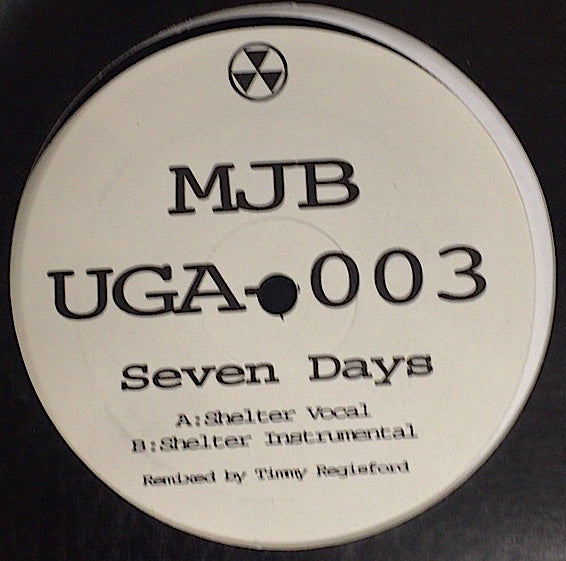 MJB
UGA-003
Seven Days
A:Shelter Vocal
B:Shelter Instrumental
Remixed by Timmy Regisford